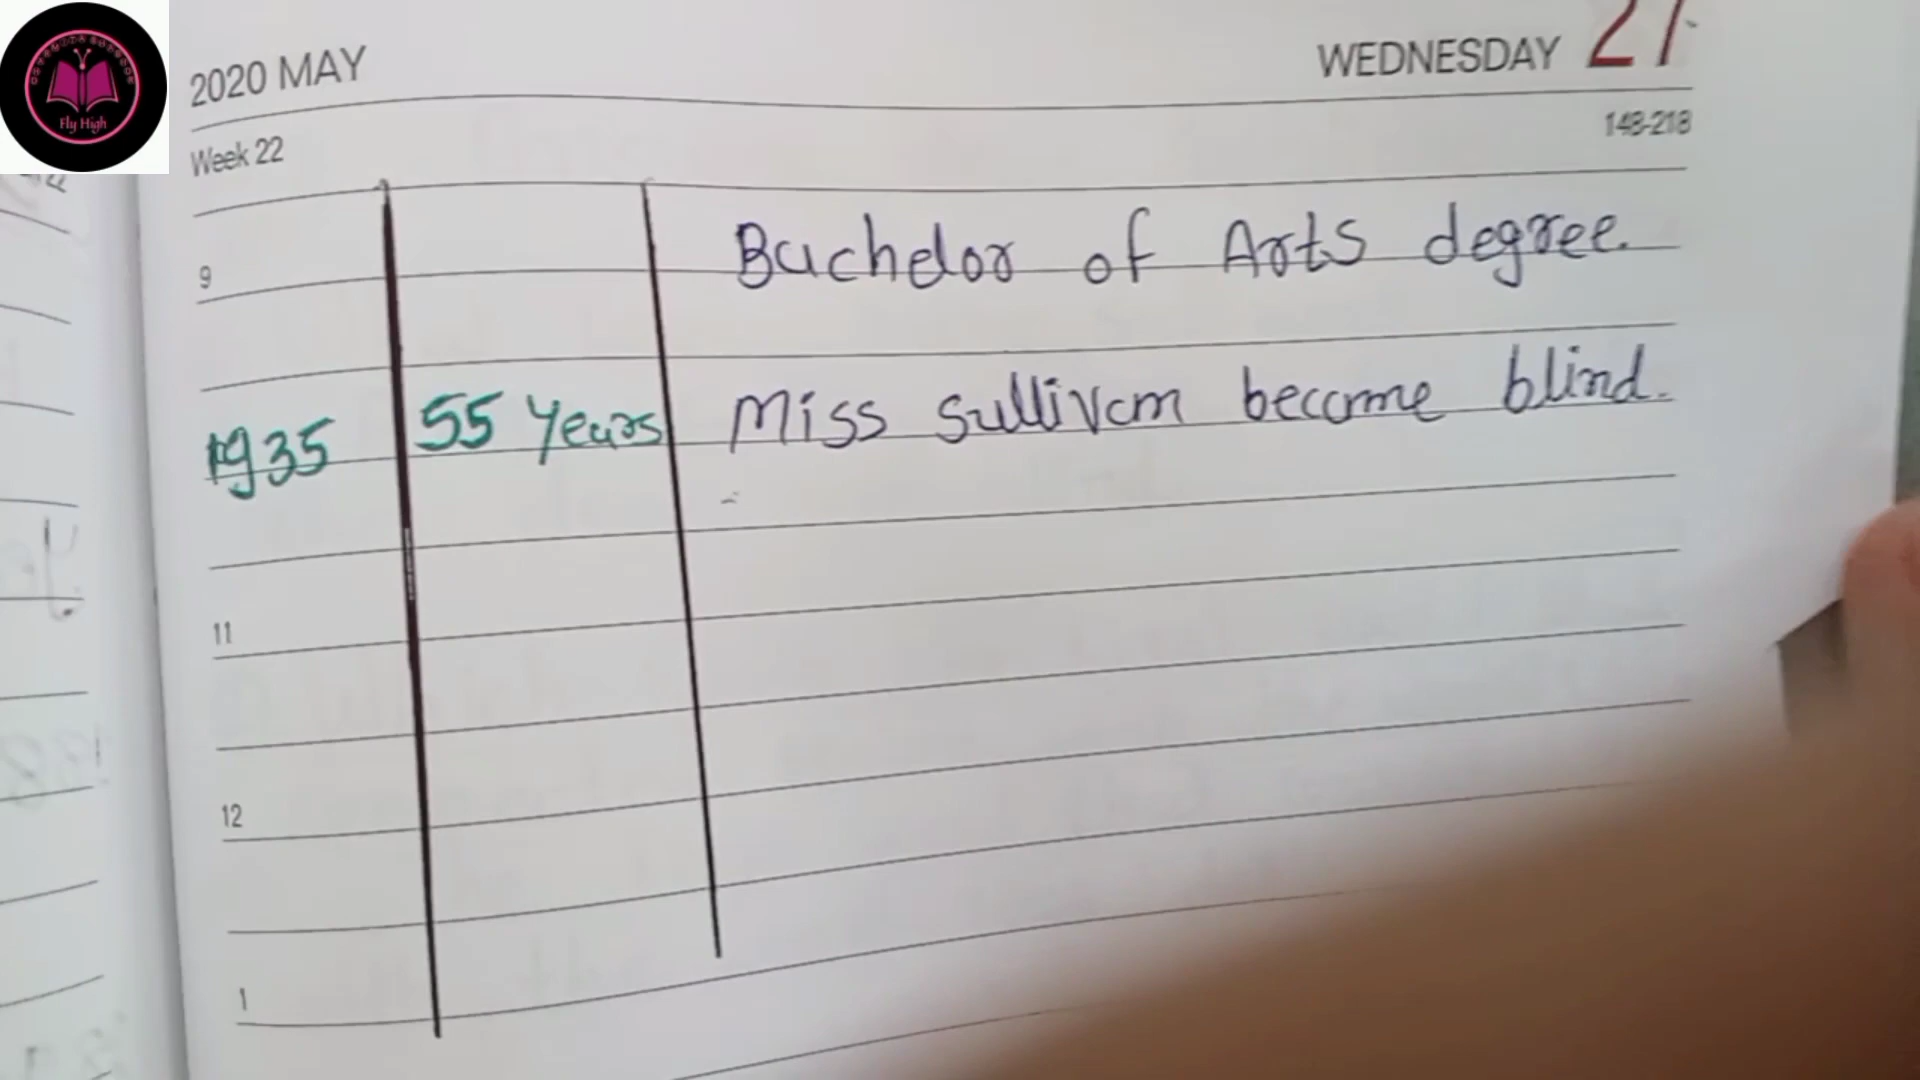 Fly High
2020 MAY
WEDNESDAY 27
Week 22
148-218
9
Bachelor of Arts degree.
1935 55 Years Miss Sullivan become blind.
11
12
1